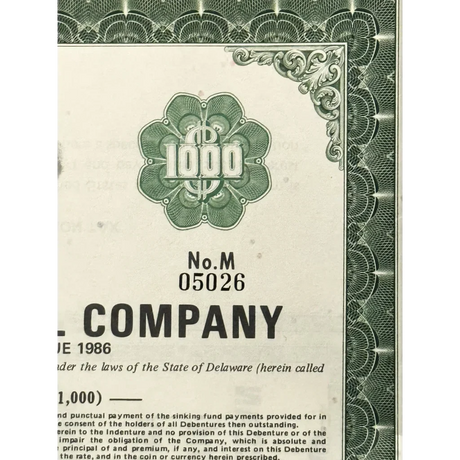 $1000
No.M
05026
L COMPANY
UE 1986
der the laws of the State of Delaware (herein called
1,000) ——
nd punctual payment of the sinking fund payments provided for in
e consent of the holders of all Debentures then outstanding.
erein to the Indenture and no provision of this Debenture or of the
impair the obligation of the Company, which is absolute and
principal of and premium, if any, and interest on this Debenture
the rate, and in the coin or currency herein prescribed.